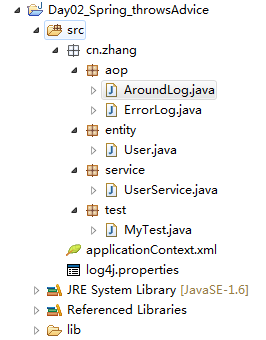 Day02_Spring_throwsAdvice
src
cn.zhang
aop
AroundLog.java
ErrorLog.java
entity
User.java
service
UserService.java
test
MyTest.java
applicationContext.xml
log4j.properties
JRE System Library [JavaSE-1.6]
Referenced Libraries
lib